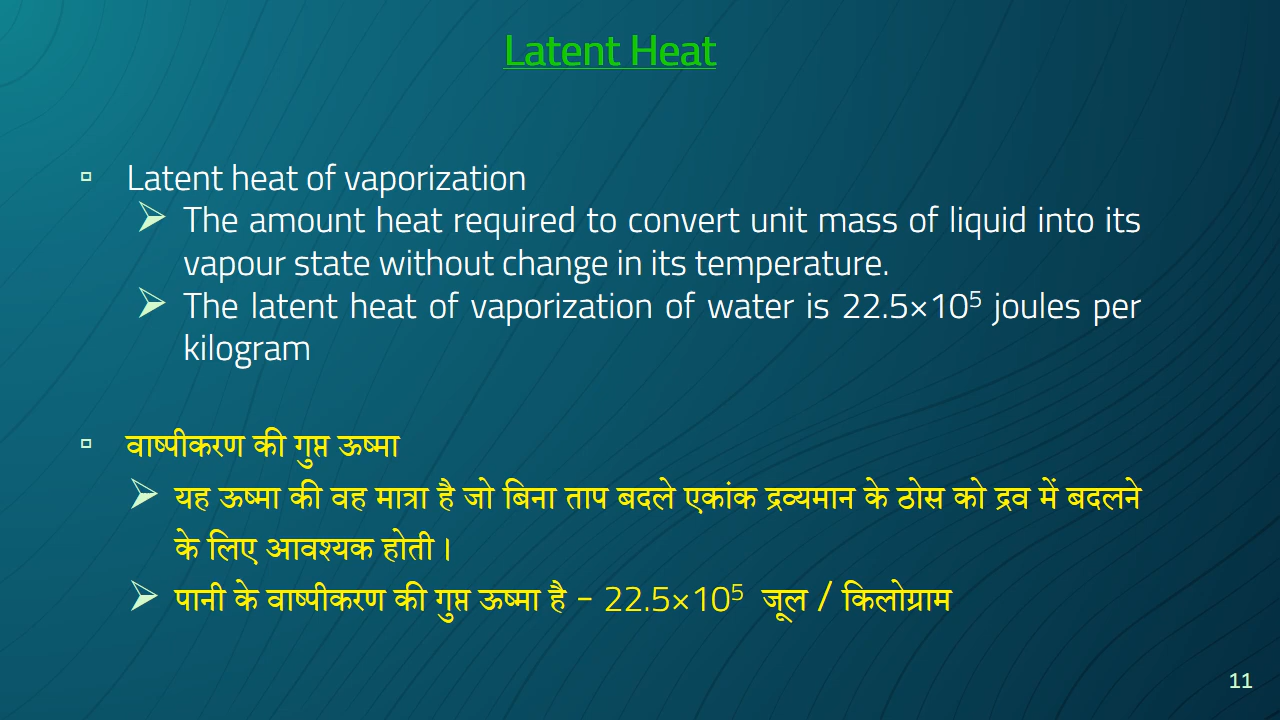 Latent Heat
▫ Latent heat of vaporization
➢ The amount heat required to convert unit mass of liquid into its
vapour state without change in its temperature.
➢ The latent heat of vaporization of water is 22.5×10⁵ joules per
kilogram
▫ वाष्पीकरण की गुप्त ऊष्मा
➢ यह ऊष्मा की वह मात्रा है जो बिना ताप बदले एकांक द्रव्यमान के ठोस को द्रव में बदलने
के लिए आवश्यक होती।
➢ पानी के वाष्पीकरण की गुप्त ऊष्मा है – 22.5×10⁵ जूल / किलोग्राम
11